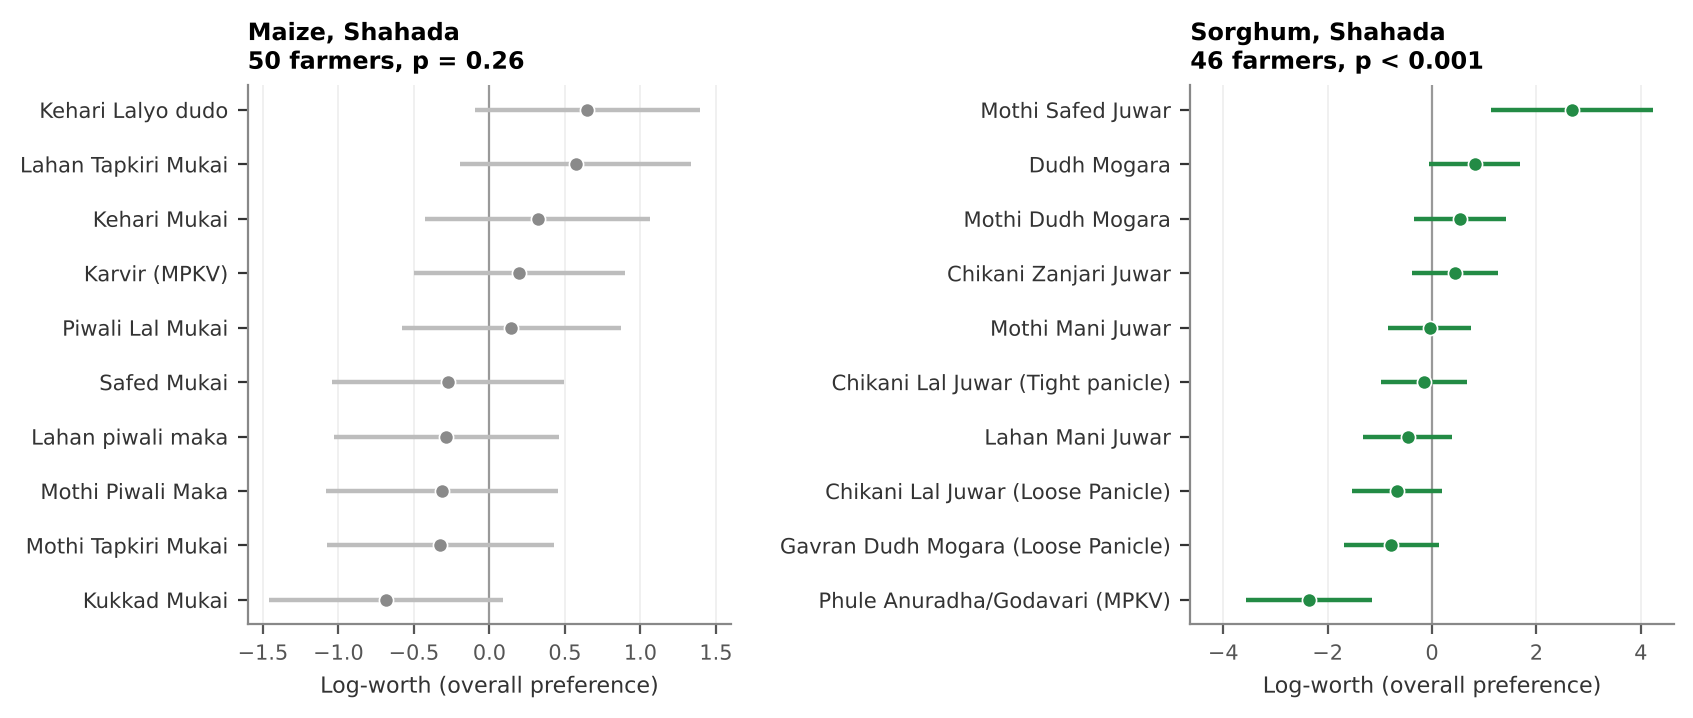 Maize, Shahada
50 farmers, p = 0.26
Kehari Lalyo dudo
Lahan Tapkiri Mukai
Kehari Mukai
Karvir (MPKV)
Piwali Lal Mukai
Safed Mukai
Lahan piwali maka
Mothi Piwali Maka
Mothi Tapkiri Mukai
Kukkad Mukai
−1.5 −1.0 −0.5 0.0 0.5 1.0 1.5
Log-worth (overall preference)
Sorghum, Shahada
46 farmers, p < 0.001
Mothi Safed Juwar
Dudh Mogara
Mothi Dudh Mogara
Chikani Zanjari Juwar
Mothi Mani Juwar
Chikani Lal Juwar (Tight panicle)
Lahan Mani Juwar
Chikani Lal Juwar (Loose Panicle)
Gavran Dudh Mogara (Loose Panicle)
Phule Anuradha/Godavari (MPKV)
−4 −2 0 2 4
Log-worth (overall preference)